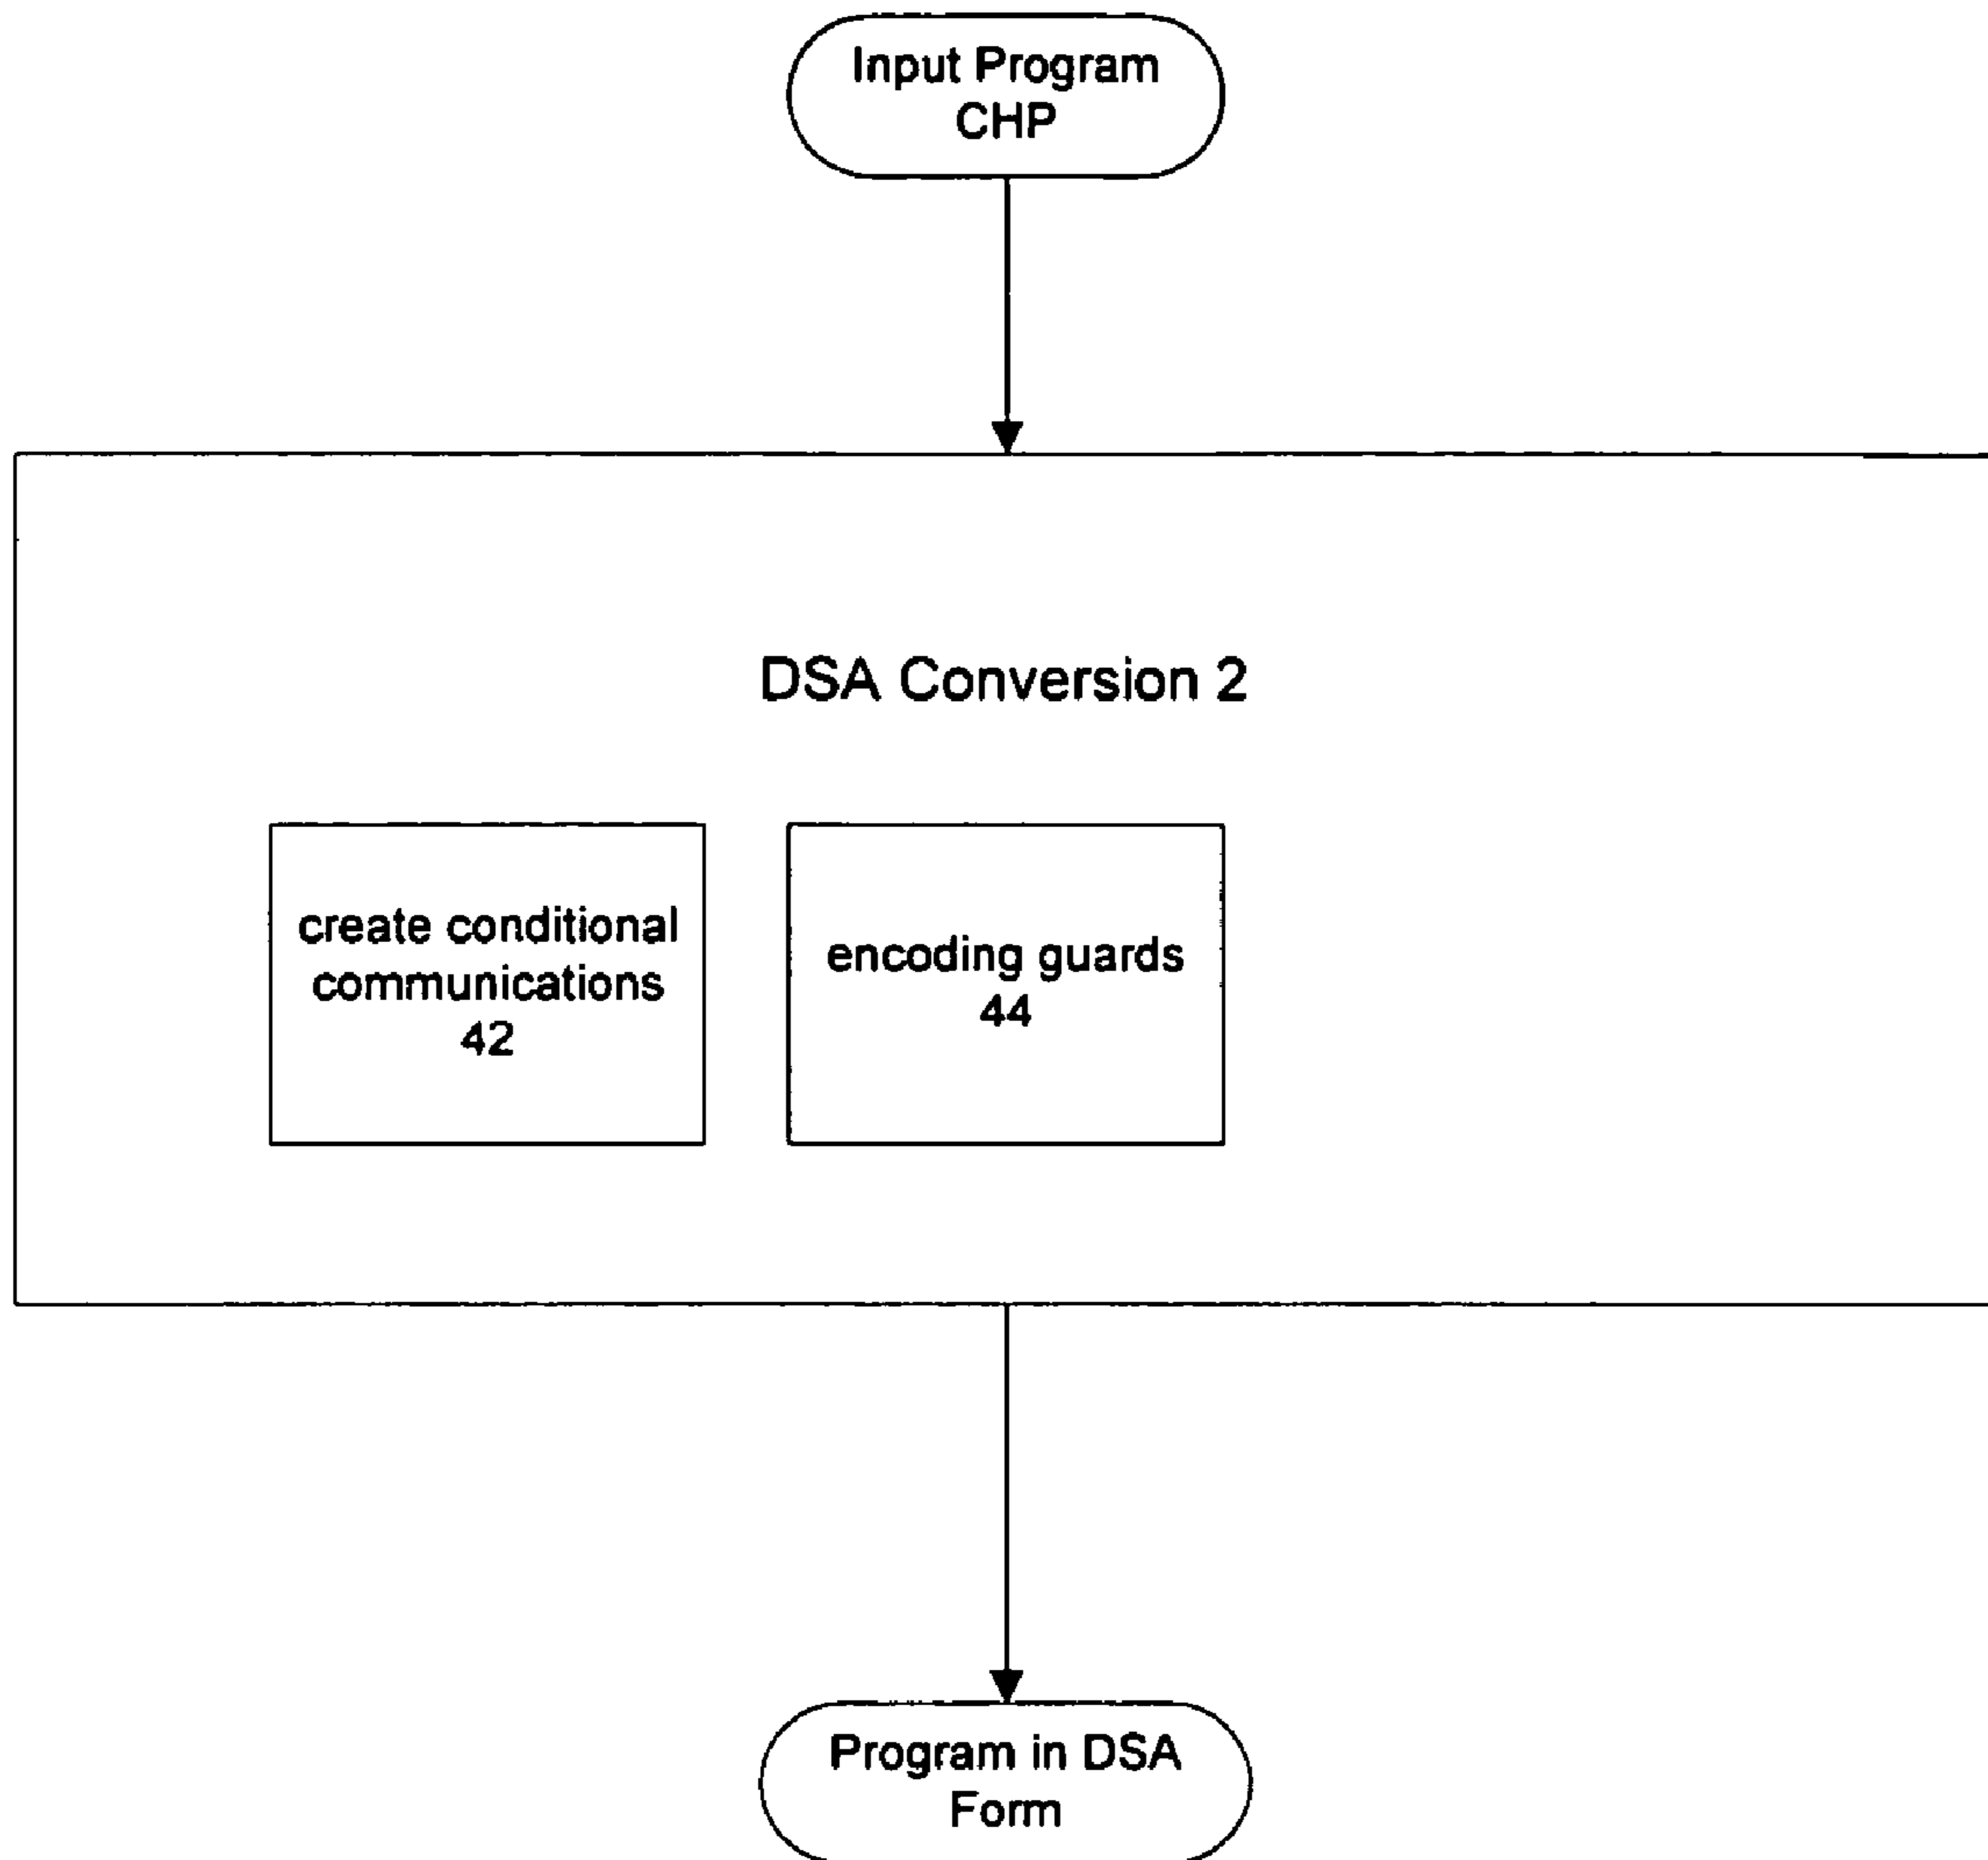 Input Program
CHP
DSA Conversion 2
create conditional
communications
42
encoding guards
44
Program in DSA
Form